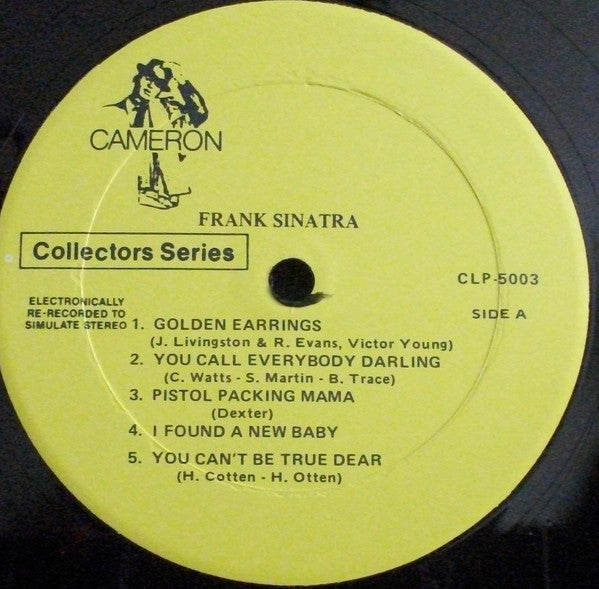 CAMERON
FRANK SINATRA
Collectors Series
CLP-5003
SIDE A
ELECTRONICALLY
RE-RECORDED TO
SIMULATE STEREO
1. GOLDEN EARRINGS
(J. Livingston & R. Evans, Victor Young)
2. YOU CALL EVERYBODY DARLING
(C. Watts - S. Martin - B. Trace)
3. PISTOL PACKING MAMA
(Dexter)
4. I FOUND A NEW BABY
5. YOU CAN'T BE TRUE DEAR
(H. Cotten - H. Otten)